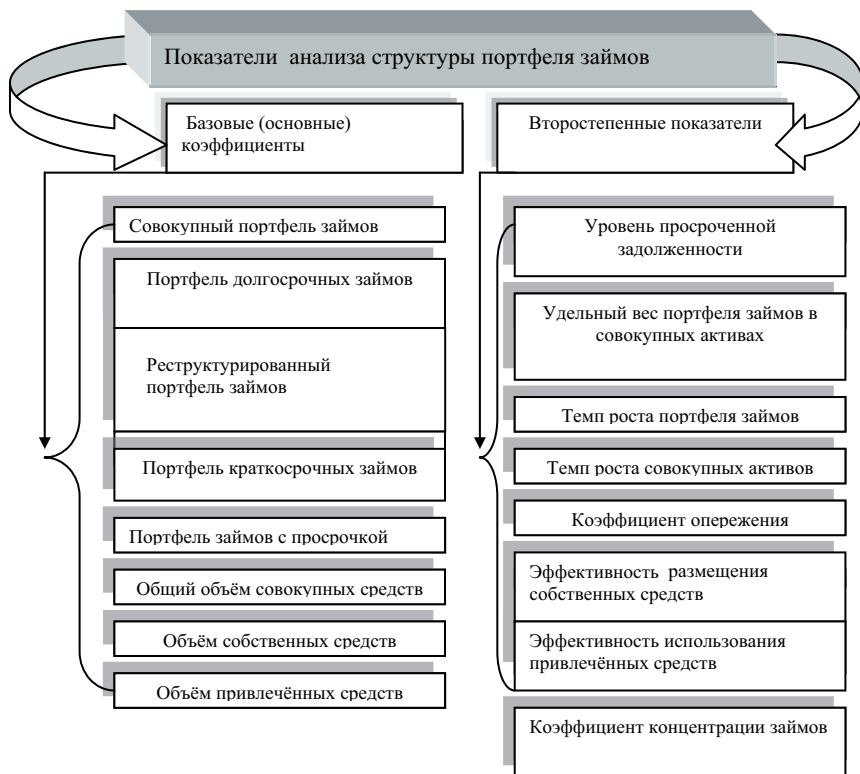 Показатели анализа структуры портфеля займов
Базовые (основные)
коэффициенты
Совокупный портфель займов
Портфель долгосрочных займов
Реструктурированный
портфель займов
Портфель краткосрочных займов
Портфель займов с просрочкой
Общий объём совокупных средств
Объём собственных средств
Объём привлечённых средств
Второстепенные показатели
Уровень просроченной
задолженности
Удельный вес портфеля займов в
совокупных активах
Темп роста портфеля займов
Темп роста совокупных активов
Коэффициент опережения
Эффективность размещения
собственных средств
Эффективность использования
привлечённых средств
Коэффициент концентрации займов